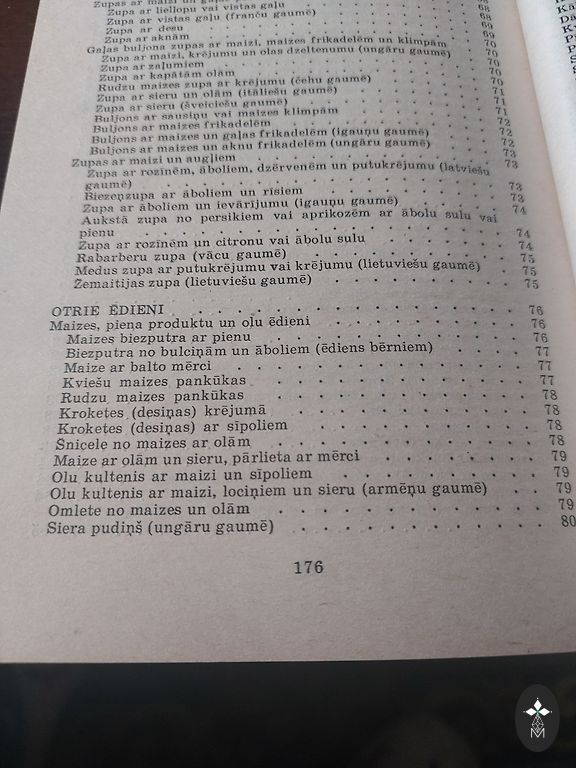 Zupas ar maizi un gaļas
Zupa ar liellopu vai vistas gaļu 68
Zupa ar vistas gaļu (franču gaumē) 68
Zupa ar desu 69
Zupa ar aknām
Gaļas buljona zupas ar maizi, maizes frikadelēm un klimpām 70
Zupa ar maizi, krējumu un olas dzeltenumu (ungāru gaumē) 70
Zupa ar zaļumiem 70
Zupa ar kapātām olām 70
Rudzu maizes zupa ar krējumu (čehu gaumē) 70
Zupa ar sieru un olām (itāliešu gaumē) 71
Zupa ar sieru (šveiciešu gaumē) 71
Buljons ar sausiņu vai maizes klimpām 71
Buljons ar maizes frikadelēm 72
Buljons ar maizes un gaļas frikadelēm (igauņu gaumē) 72
Buljons ar maizes un aknu frikadelēm (ungāru gaumē) 72
Zupas ar maizi un augļiem 73
Zupa ar rozīnēm, āboliem, dzērvenēm un putukrējumu (latviešu
gaumē) 73
Biezeņzupa ar āboliem un rīsiem 73
Zupa ar āboliem un ievārījumu (igauņu gaumē) 73
Aukstā zupa no persikiem vai aprikozēm ar ābolu sulu vai 74
pienu 74
Zupa ar rozīnēm un citronu vai ābolu sulu 74
Rabarberu zupa (vācu gaumē) 75
Medus zupa ar putukrējumu vai krējumu (lietuviešu gaumē) 75
Žemaitijas zupa (lietuviešu gaumē) 75
OTRIE ĒDIENI 76
Maizes, piena produktu un olu ēdieni 76
Maizes biezputra ar pienu 76
Biezputra no bulciņām un āboliem (ēdiens bērniem) 77
Maize ar balto mērci 77
Kviešu maizes pankūkas 77
Rudzu maizes pankūkas 78
Kroketes (desiņas) krējumā 78
Kroketes (desiņas) ar sīpoliem 78
Šnicele no maizes ar olām 78
Maize ar olām un sieru, pārlieta ar mērci 79
Olu kultenis ar maizi un sīpoliem 79
Olu kultenis ar maizi, lociņiem un sieru (armēņu gaumē) 79
Omlete no maizes un olām 79
Siera pudiņš (ungāru gaumē) 80
176
M